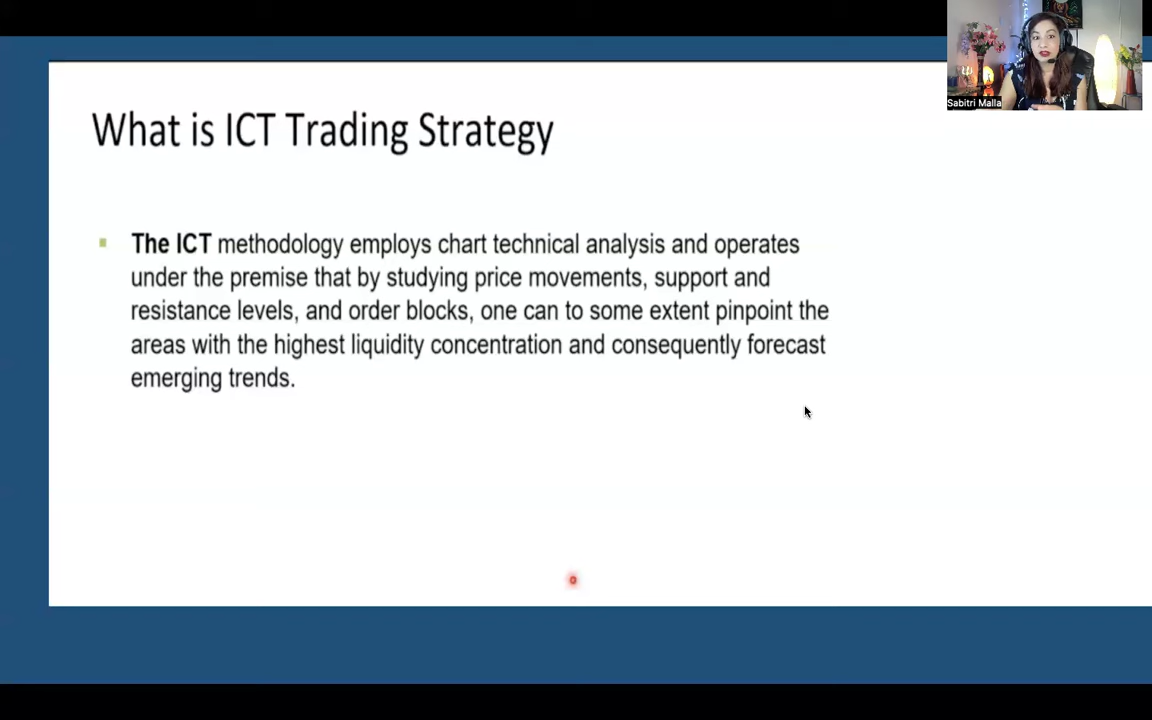 Sabitri Malla
What is ICT Trading Strategy
The ICT methodology employs chart technical analysis and operates
under the premise that by studying price movements, support and
resistance levels, and order blocks, one can to some extent pinpoint the
areas with the highest liquidity concentration and consequently forecast
emerging trends.